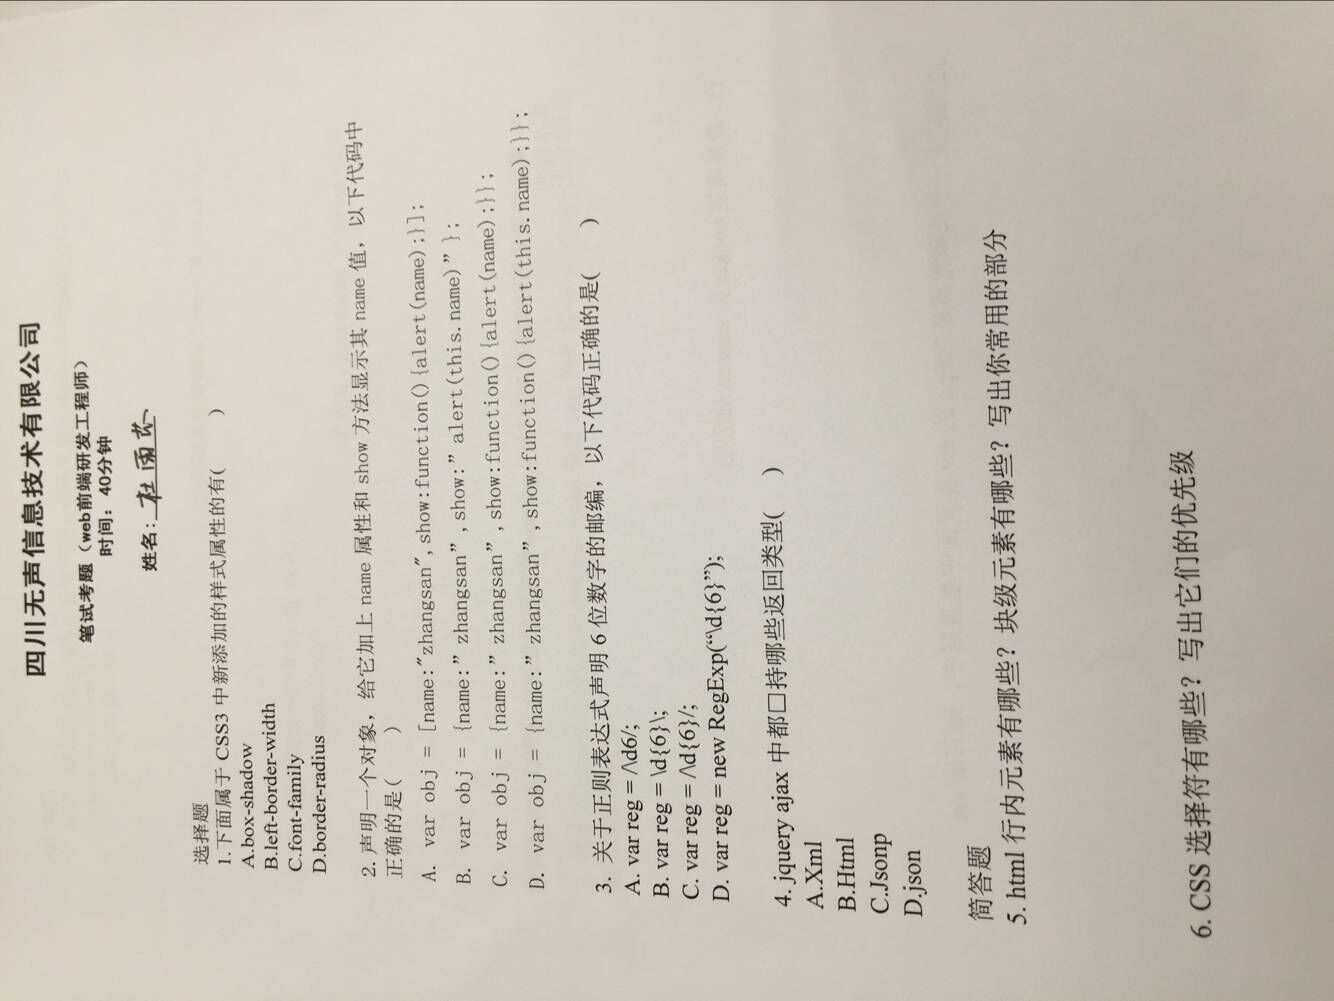 四川无声信息技术有限公司
笔试考题（web前端研发工程师）
时间：40分钟
姓名：杜雨芯
选择题
1.下面属于 CSS3 中新添加的样式属性的有( )
A.box-shadow
B.left-border-width
C.font-family
D.border-radius
2.声明一个对象，给它加上 name 属性和 show 方法显示其 name 值，以下代码中
正确的是( )
A. var obj = [name:"zhangsan",show:function(){alert(name);}];
B. var obj = {name:”zhangsan”,show:”alert(this.name)”};
C. var obj = {name:”zhangsan”,show:function(){alert(name);}};
D. var obj = {name:”zhangsan”,show:function(){alert(this.name);}};
3. 关于正则表达式声明 6 位数字的邮编，以下代码正确的是( )
A. var reg = /\d6/;
B. var reg = \d{6}\;
C. var reg = /\d{6}/;
D. var reg = new RegExp(“\d{6}”);
4. jquery ajax 中都□持哪些返回类型( )
A.Xml
B.Html
C.Jsonp
D.json
简答题
5. html 行内元素有哪些？块级元素有哪些？写出你常用的部分
6. CSS 选择符有哪些？写出它们的优先级